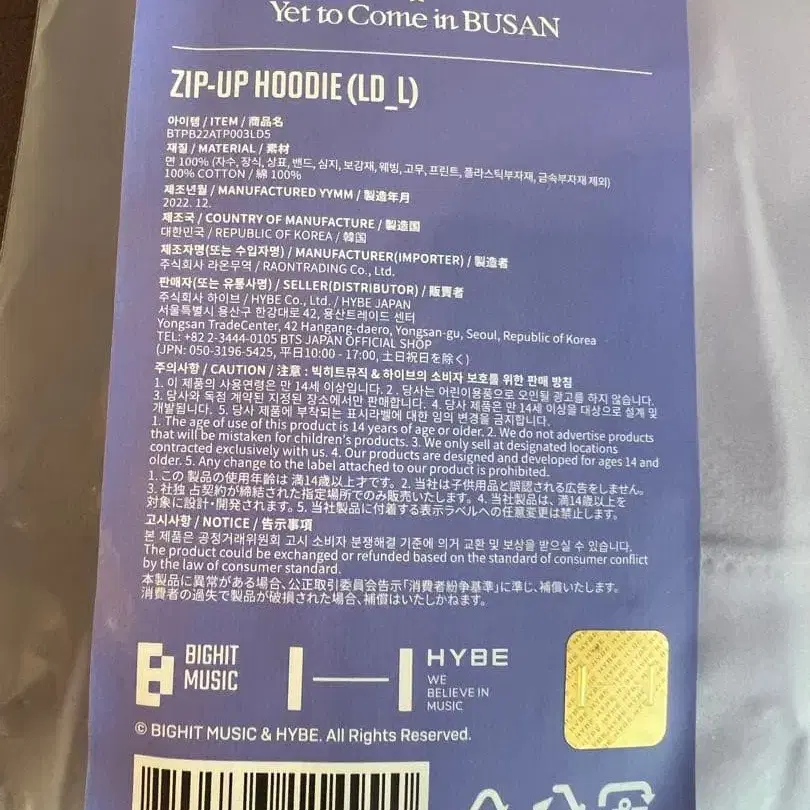 Yet to Come in BUSAN
ZIP-UP HOODIE (LD_L)
아이템 / ITEM / 商品名
BTPB22ATP003LD5
재질 / MATERIAL / 素材
면 100% (자수, 장식, 상표, 밴드, 심지, 보강재, 웨빙, 고무, 프린트, 플라스틱부자재, 금속부자재 제외)
100% COTTON / 綿 100%
제조년월 / MANUFACTURED YYMM / 製造年月
2022. 12.
제조국 / COUNTRY OF MANUFACTURE / 製造国
대한민국 / REPUBLIC OF KOREA / 韓国
제조자명(또는 수입자명) / MANUFACTURER(IMPORTER) / 製造者
주식회사 라온무역 / RAONTRADING Co., Ltd.
판매자(또는 유통사명) / SELLER(DISTRIBUTOR) / 販賣者
주식회사 하이브 / HYBE Co., Ltd. / HYBE JAPAN
서울특별시 용산구 한강대로 42, 용산트레이드 센터
Yongsan TradeCenter, 42 Hangang-daero, Yongsan-gu, Seoul, Republic of Korea
TEL: +82 2-3444-0105 BTS JAPAN OFFICIAL SHOP
(JPN: 050-3196-5425, 平日10:00 - 17:00, 土日祝日を除く)
주의사항 / CAUTION / 注意 : 빅히트뮤직 & 하이브의 소비자 보호를 위한 판매 방침
1. 이 제품의 사용연령은 만 14세 이상입니다. 2. 당사는 어린이용품으로 오인될 광고를 하지 않습니다.
3. 당사와 독점 계약된 지정된 장소에서만 판매합니다. 4. 당사 제품은 만 14세 이상을 대상으로 설계 및
개발됩니다. 5. 당사 제품에 부착되는 표시라벨에 대한 임의 변경을 금지합니다.
1. The age of use of this product is 14 years of age or older. 2. We do not advertise products
that will be mistaken for children's products. 3. We only sell at designated locations
contracted exclusively with us. 4. Our products are designed and developed for ages 14 and
older. 5. Any change to the label attached to our product is prohibited.
1. この 製品の使用年齢は 満14歳以上才です。2. 当社は子供用品と誤認される広告をしません。
3. 社独 占契約が締結された指定場所でのみ販売いたします。4. 当社製品は、満14歳以上を
対象に設計・開発されます。5. 当社製品に付着する表示ラベルへの任意変更は禁止します。
고시사항 / NOTICE / 告示事項
본 제품은 공정거래위원회 고시 소비자 분쟁해결 기준에 의거 교환 및 보상을 받으실 수 있습니다.
The product could be exchanged or refunded based on the standard of consumer conflict
by the law of consumer standard.
本製品に異常がある場合、公正取引委員会告示「消費者紛争基準」に準じ、補償いたします。
消費者の過失で製品が破損された場合、補償はいたしかねます。
BIGHIT
MUSIC
HYBE
WE
BELIEVE IN
MUSIC
© BIGHIT MUSIC & HYBE. All Rights Reserved.